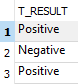 T_RESULT
1 Positive
2 Negative
3 Positive